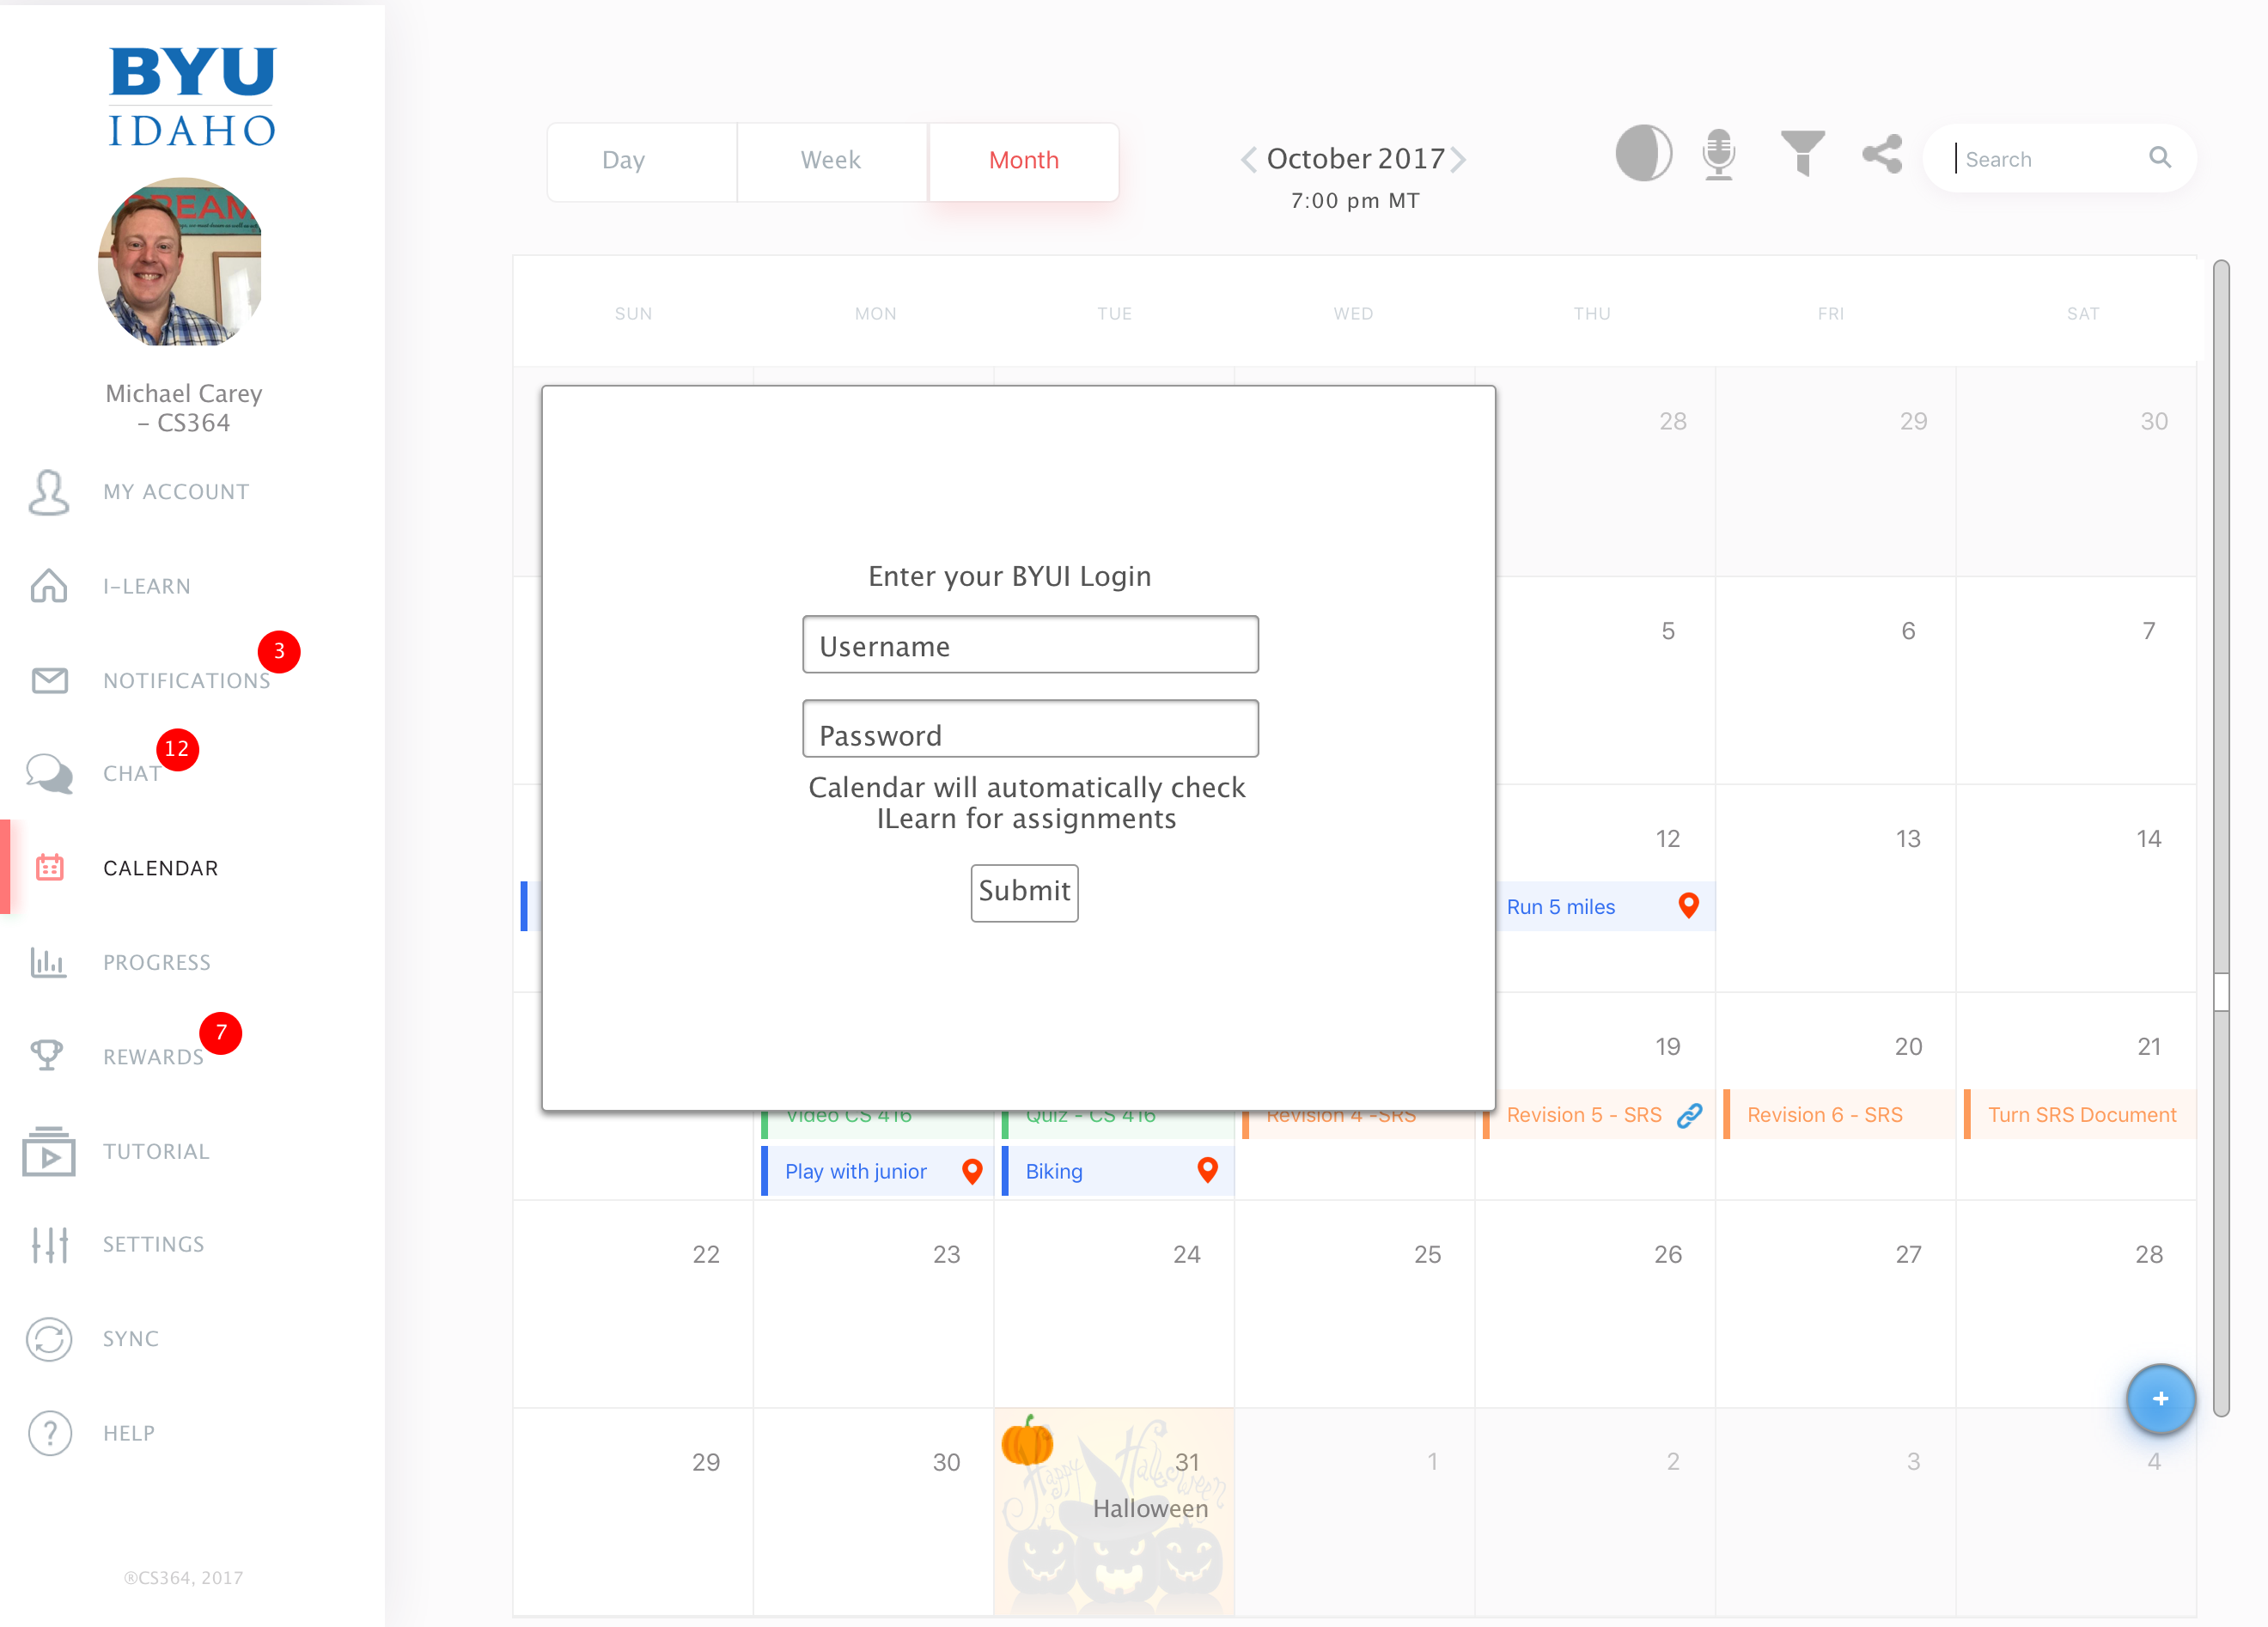 BYU
IDAHO
DREAM
Michael Carey
– CS364
MY ACCOUNT
I–LEARN
NOTIFICATIONS
3
CHAT
12
CALENDAR
PROGRESS
REWARDS
7
TUTORIAL
SETTINGS
SYNC
HELP
®CS364, 2017
Day
Week
Month
October 2017
7:00 pm MT
Search
SUN
MON
TUE
WED
THU
FRI
SAT
28
29
30
Enter your BYUI Login
Username
Password
Calendar will automatically check
ILearn for assignments
Submit
5
6
7
12
13
14
Run 5 miles
19
20
21
Video CS 416
Quiz - CS 416
Revision 4 -SRS
Revision 5 - SRS
Revision 6 - SRS
Turn SRS Document
Play with junior
Biking
22
23
24
25
26
27
28
+
29
30
31
1
2
3
4
Happy Halloween
Halloween